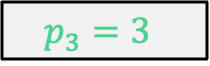 p₃ = 3